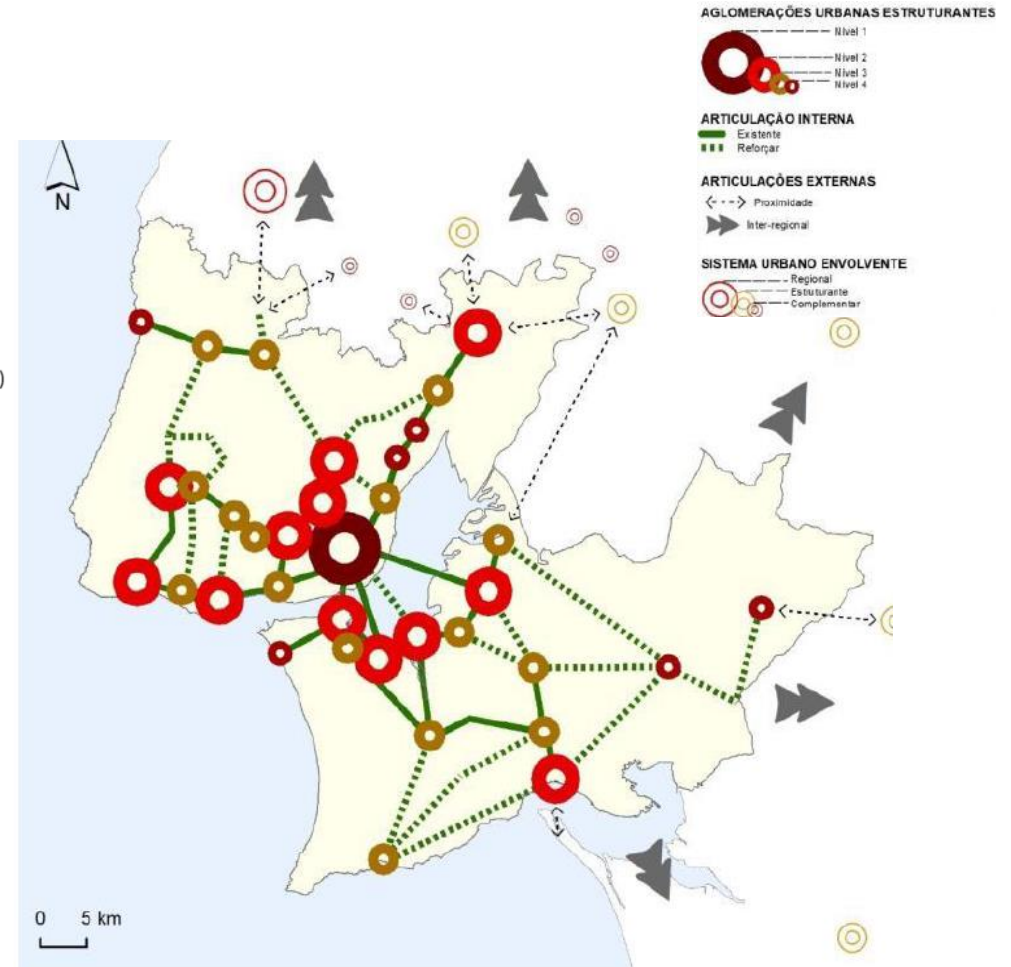 AGLOMERAÇÕES URBANAS ESTRUTURANTES
Nível 1
Nível 2
Nível 3
Nível 4
ARTICULAÇÃO INTERNA
Existente
Reforçar
ARTICULAÇÕES EXTERNAS
Proximidade
Inter-regional
SISTEMA URBANO ENVOLVENTE
Regional
Estruturante
Complementar
N
)
0 5 km